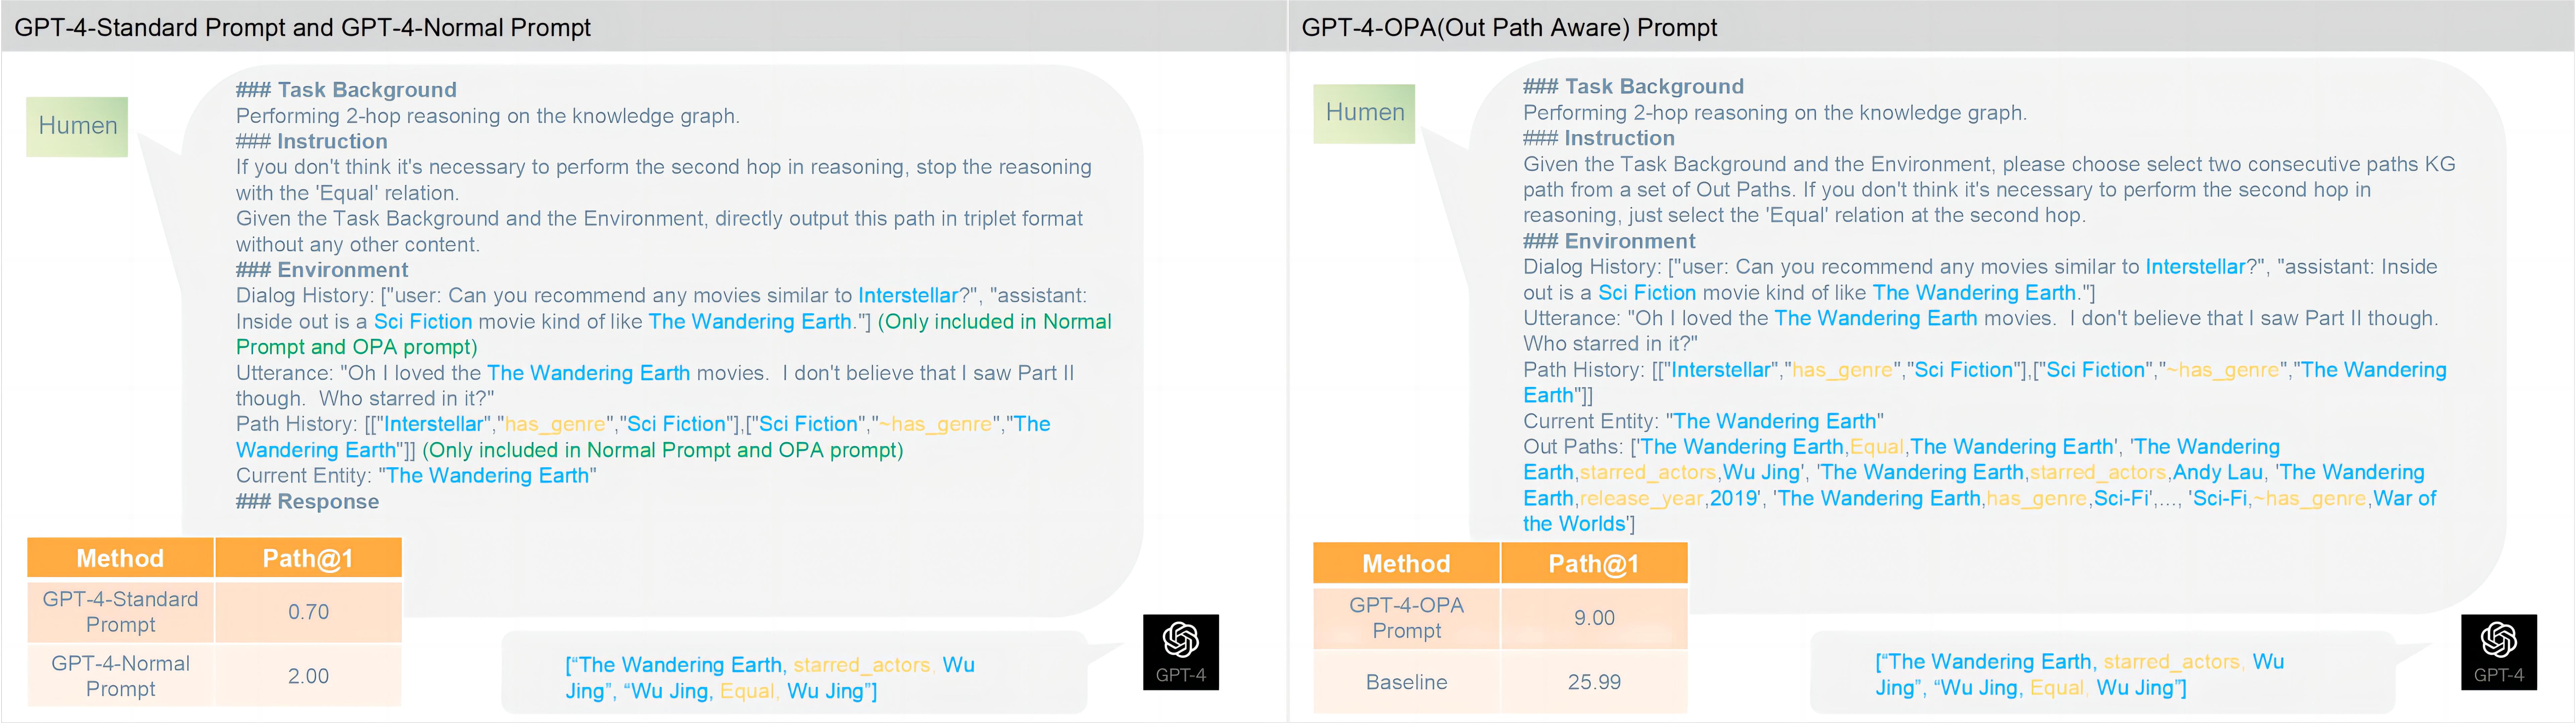 GPT-4-Standard Prompt and GPT-4-Normal Prompt
Humen
### Task Background
Performing 2-hop reasoning on the knowledge graph.
### Instruction
If you don't think it's necessary to perform the second hop in reasoning, stop the reasoning
with the 'Equal' relation.
Given the Task Background and the Environment, directly output this path in triplet format
without any other content.
### Environment
Dialog History: ["user: Can you recommend any movies similar to Interstellar?", "assistant:
Inside out is a Sci Fiction movie kind of like The Wandering Earth."] (Only included in Normal
Prompt and OPA prompt)
Utterance: "Oh I loved the The Wandering Earth movies.  I don't believe that I saw Part II
though.  Who starred in it?"
Path History: [["Interstellar","has_genre","Sci Fiction"],["Sci Fiction","~has_genre","The
Wandering Earth"]] (Only included in Normal Prompt and OPA prompt)
Current Entity: "The Wandering Earth"
### Response
Method Path@1
GPT-4-Standard
Prompt
0.70
GPT-4-Normal
Prompt
2.00
["The Wandering Earth, starred_actors, Wu
Jing", "Wu Jing, Equal, Wu Jing"]
GPT-4
GPT-4-OPA(Out Path Aware) Prompt
Humen
### Task Background
Performing 2-hop reasoning on the knowledge graph.
### Instruction
Given the Task Background and the Environment, please choose select two consecutive paths KG
path from a set of Out Paths. If you don't think it's necessary to perform the second hop in
reasoning, just select the 'Equal' relation at the second hop.
### Environment
Dialog History: ["user: Can you recommend any movies similar to Interstellar?", "assistant: Inside
out is a Sci Fiction movie kind of like The Wandering Earth."]
Utterance: "Oh I loved the The Wandering Earth movies.  I don't believe that I saw Part II though.
Who starred in it?"
Path History: [["Interstellar","has_genre","Sci Fiction"],["Sci Fiction","~has_genre","The Wandering
Earth"]]
Current Entity: "The Wandering Earth"
Out Paths: ['The Wandering Earth,Equal,The Wandering Earth', 'The Wandering
Earth,starred_actors,Wu Jing', 'The Wandering Earth,starred_actors,Andy Lau, 'The Wandering
Earth,release_year,2019', 'The Wandering Earth,has_genre,Sci-Fi',..., 'Sci-Fi,~has_genre,War of
the Worlds']
Method Path@1
GPT-4-OPA
Prompt
9.00
Baseline 25.99
["The Wandering Earth, starred_actors, Wu
Jing", "Wu Jing, Equal, Wu Jing"]
GPT-4